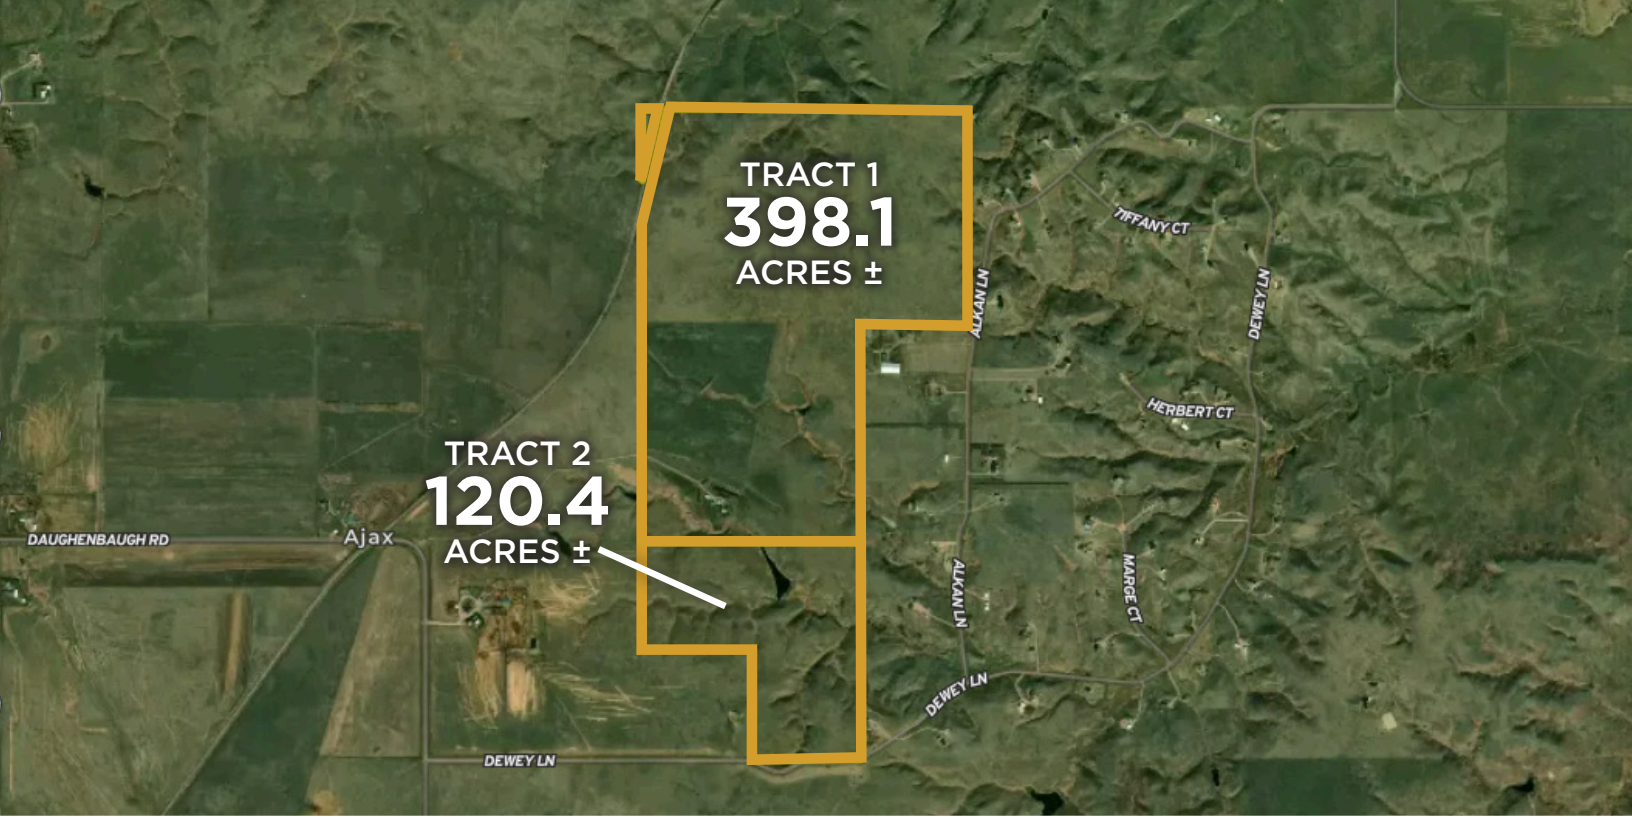 TRACT 1
398.1
ACRES ±
TIFFANY CT
ALKAN LN
DEWEY LN
HERBERT CT
TRACT 2
120.4
ACRES ±
DAUGHENBAUGH RD
Ajax
ALKAN LN
MARGE CT
DEWEY LN
DEWEY LN